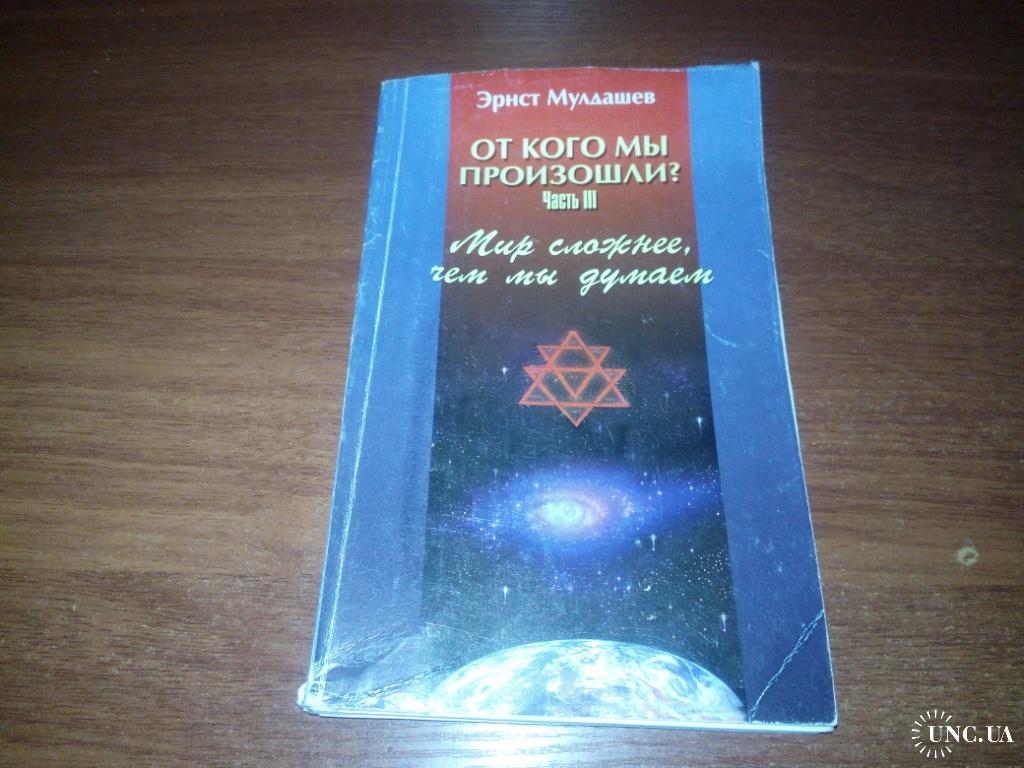 Эрнст Мулдашев
ОТ КОГО МЫ
ПРОИЗОШЛИ?
Часть III
Мир сложнее,
чем мы думаем
UNC.UA